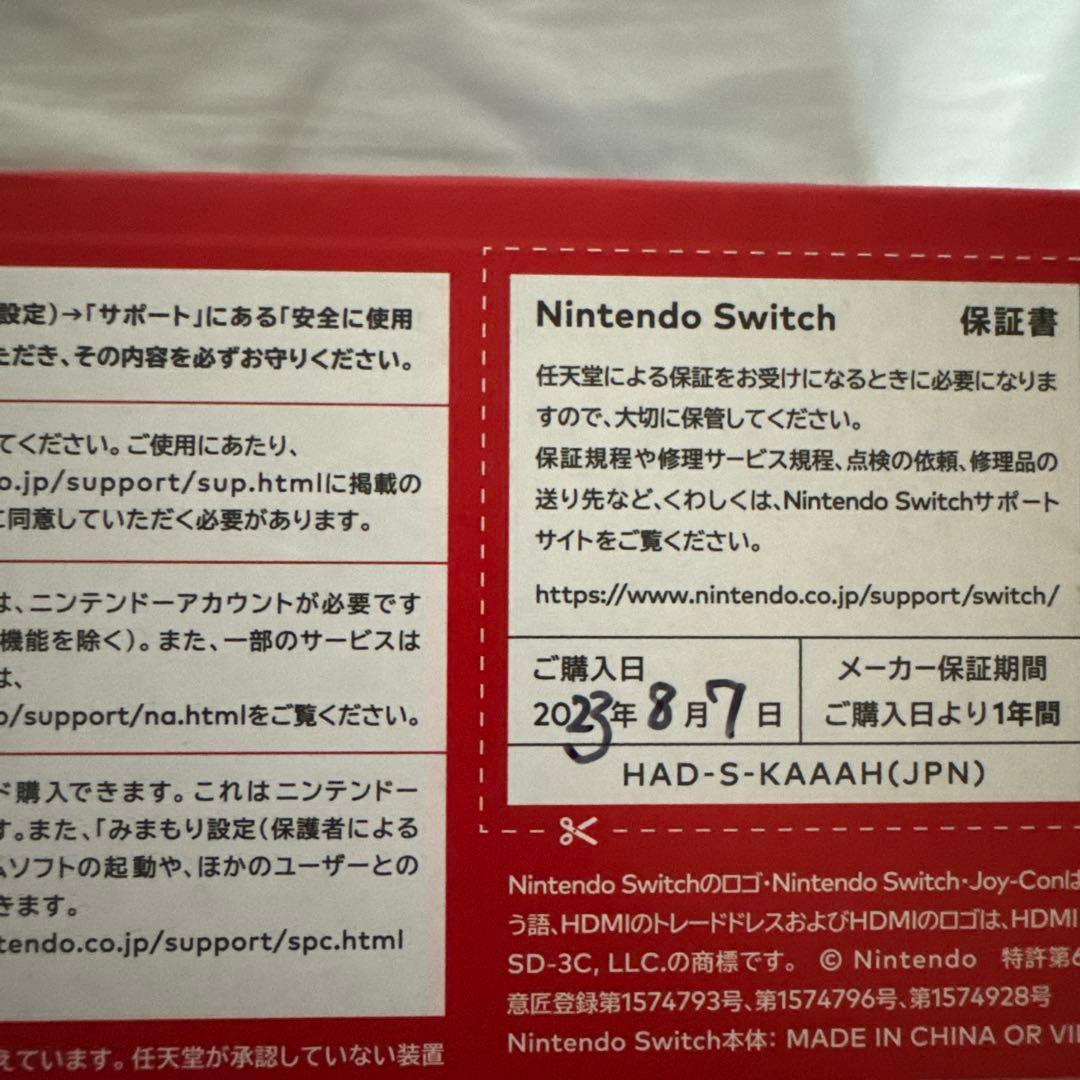 設定)→「サポート」にある「安全に使用
ただき、その内容を必ずお守りください。
てください。ご使用にあたり、
o.jp/support/sup.htmlに掲載の
に同意していただく必要があります。
は、ニンテンドーアカウントが必要です
機能を除く)。また、一部のサービスは
は、
p/support/na.htmlをご覧ください。
ド購入できます。これはニンテンドー
す。また、「みまもり設定(保護者による
ムソフトの起動や、ほかのユーザーとの
きます。
tendo.co.jp/support/spc.html
えています。任天堂が承認していない装置
Nintendo Switch 保証書
任天堂による保証をお受けになるときに必要になりま
すので、大切に保管してください。
保証規程や修理サービス規程、点検の依頼、修理品の
送り先など、くわしくは、Nintendo Switchサポート
サイトをご覧ください。
https://www.nintendo.co.jp/support/switch/
ご購入日
2023年8月7日
メーカー保証期間
ご購入日より1年間
HAD-S-KAAAH(JPN)
Nintendo Switchのロゴ・Nintendo Switch・Joy-Conは
う語、HDMIのトレードドレスおよびHDMIのロゴは、HDMI
SD-3C, LLC.の商標です。 © Nintendo 特許第6
意匠登録第1574793号、第1574796号、第1574928号
Nintendo Switch本体: MADE IN CHINA OR VI